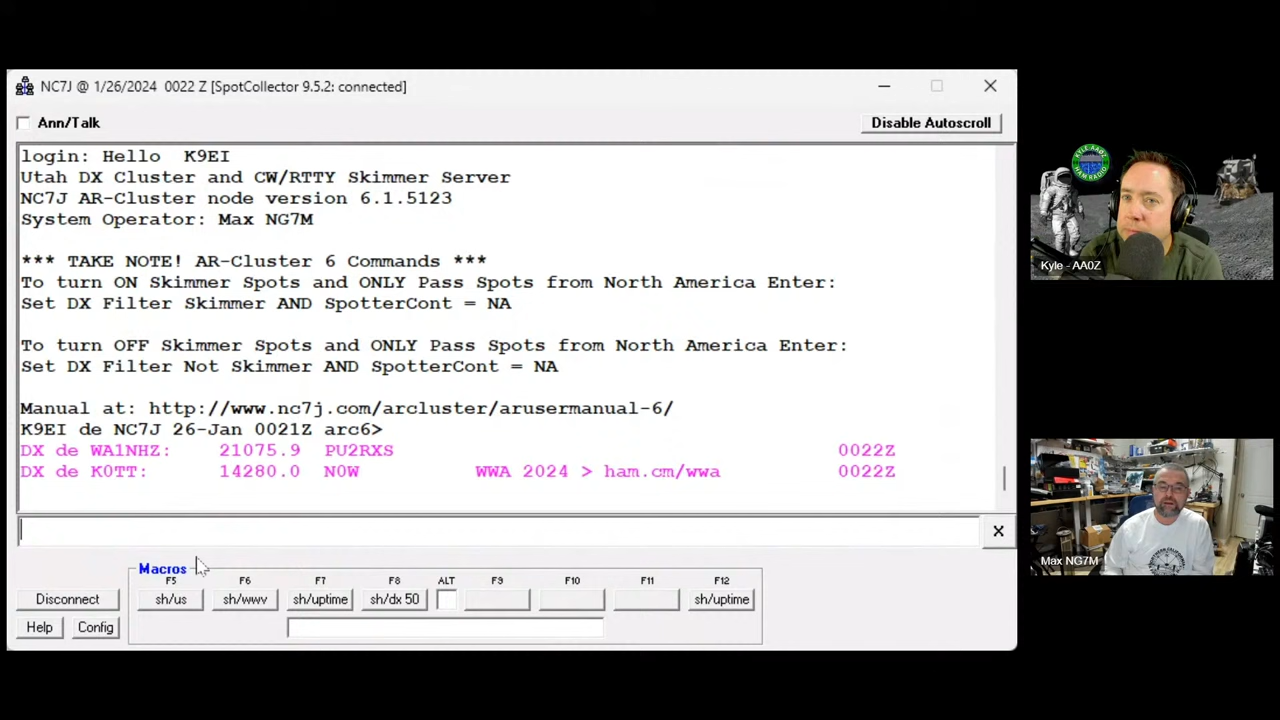 NC7J @ 1/26/2024 0022 Z [SpotCollector 9.5.2: connected]
Ann/Talk
Disable Autoscroll
login: Hello K9EI
Utah DX Cluster and CW/RTTY Skimmer Server
NC7J AR-Cluster node version 6.1.5123
System Operator: Max NG7M
*** TAKE NOTE! AR-Cluster 6 Commands ***
To turn ON Skimmer Spots and ONLY Pass Spots from North America Enter:
Set DX Filter Skimmer AND SpotterCont = NA
To turn OFF Skimmer Spots and ONLY Pass Spots from North America Enter:
Set DX Filter Not Skimmer AND SpotterCont = NA
Manual at: http://www.nc7j.com/arcluster/arusermanual-6/
K9EI de NC7J 26-Jan 0021Z arc6>
DX de WA1NHZ: 21075.9 PU2RXS 0022Z
DX de K0TT: 14280.0 N0W WWA 2024 > ham.cm/wwa 0022Z
X
Macros
F5 F6 F7 F8 ALT F9 F10 F11 F12
Disconnect sh/us sh/wwv sh/uptime sh/dx 50 sh/uptime
Help Config
KYLE AA0Z
HAM RADIO
Kyle - AA0Z
Max NG7M